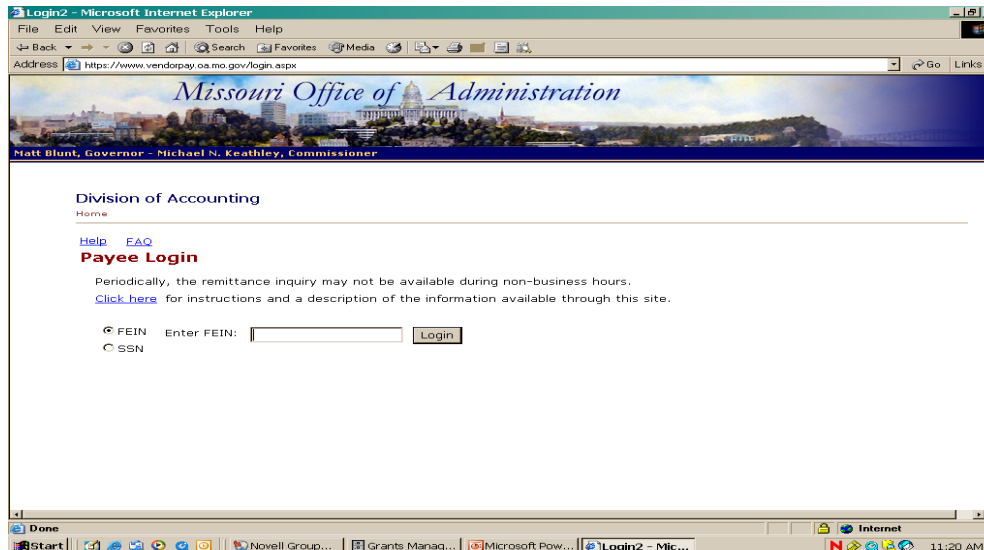 Login2 - Microsoft Internet Explorer
File Edit View Favorites Tools Help
Back Search Favorites Media
Address https://www.vendorpay.oa.mo.gov/login.aspx Go Links
Missouri Office of Administration
Matt Blunt, Governor - Michael N. Keathley, Commissioner
Division of Accounting
Home
Help FAQ
Payee Login
Periodically, the remittance inquiry may not be available during non-business hours.
Click here for instructions and a description of the information available through this site.
FEIN Enter FEIN: Login
SSN
Done Internet
Start Novell Group... Grants Manag... Microsoft Pow... Login2 - Mic... 11:20 AM